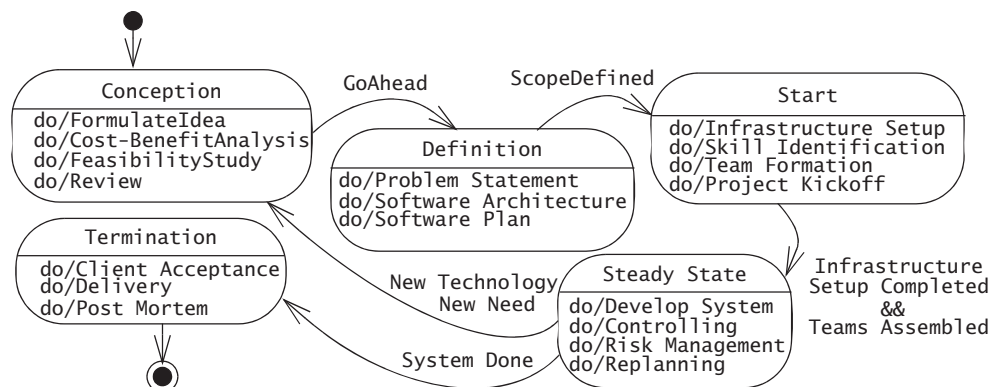 Conception
do/FormulateIdea
do/Cost-BenefitAnalysis
do/FeasibilityStudy
do/Review
GoAhead
Definition
do/Problem Statement
do/Software Architecture
do/Software Plan
ScopeDefined
Start
do/Infrastructure Setup
do/Skill Identification
do/Team Formation
do/Project Kickoff
Infrastructure
Setup Completed
&&
Teams Assembled
Steady State
do/Develop System
do/Controlling
do/Risk Management
do/Replanning
New Technology
New Need
System Done
Termination
do/Client Acceptance
do/Delivery
do/Post Mortem